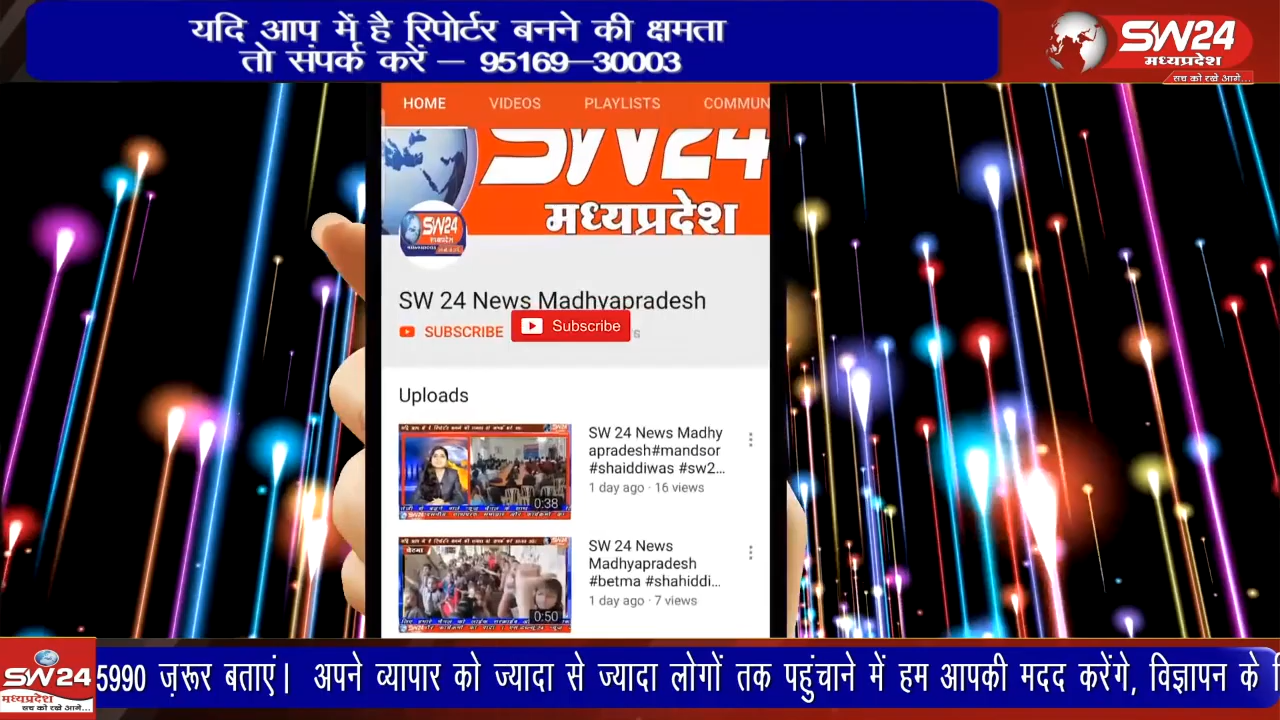 यदि आप में है रिपोर्टर बनने की क्षमता
तो संपर्क करें – 95169–30003
SW24
मध्यप्रदेश
सच को रखे आगे...
HOME VIDEOS PLAYLISTS COMMUN
SW24
मध्यप्रदेश
SW24
SW 24 News Madhyapradesh
SUBSCRIBE
Subscribe
Uploads
SW 24 News Madhy
apradesh#mandsor
#shaiddiwas #sw2...
1 day ago · 16 views
0:38
SW 24 News
Madhyapradesh
#betma #shahiddi...
1 day ago · 7 views
बेटमा
0:50
SW24
मध्यप्रदेश
सच को रखे आगे...
5990 ज़रूर बताएं। अपने व्यापार को ज्यादा से ज्यादा लोगों तक पहुंचाने में हम आपकी मदद करेंगे, विज्ञापन के